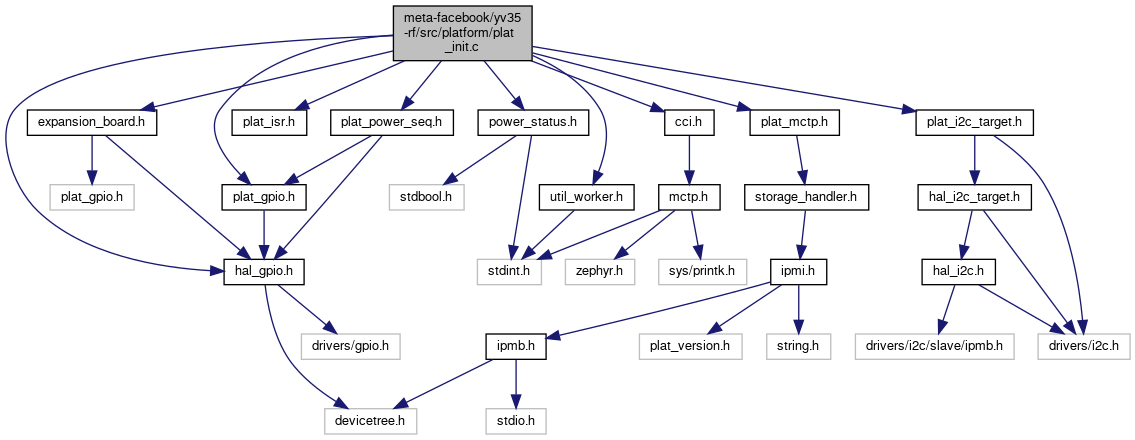 meta-facebook/yv35
-rf/src/platform/plat
_init.c
expansion_board.h
plat_isr.h
plat_power_seq.h
power_status.h
cci.h
plat_mctp.h
plat_i2c_target.h
plat_gpio.h
plat_gpio.h
stdbool.h
util_worker.h
mctp.h
storage_handler.h
hal_i2c_target.h
hal_gpio.h
stdint.h
zephyr.h
sys/printk.h
ipmi.h
hal_i2c.h
drivers/gpio.h
ipmb.h
plat_version.h
string.h
drivers/i2c/slave/ipmb.h
drivers/i2c.h
devicetree.h
stdio.h